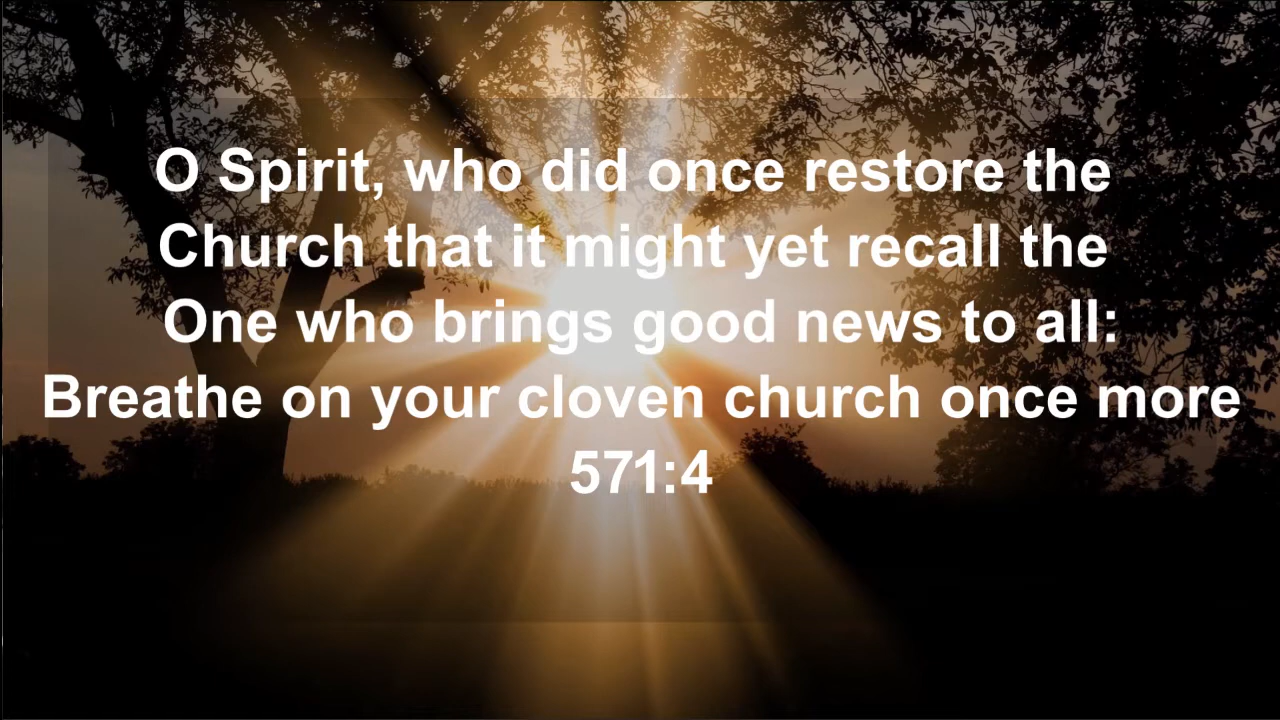 O Spirit, who did once restore the
Church that it might yet recall the
One who brings good news to all:
Breathe on your cloven church once more
571:4